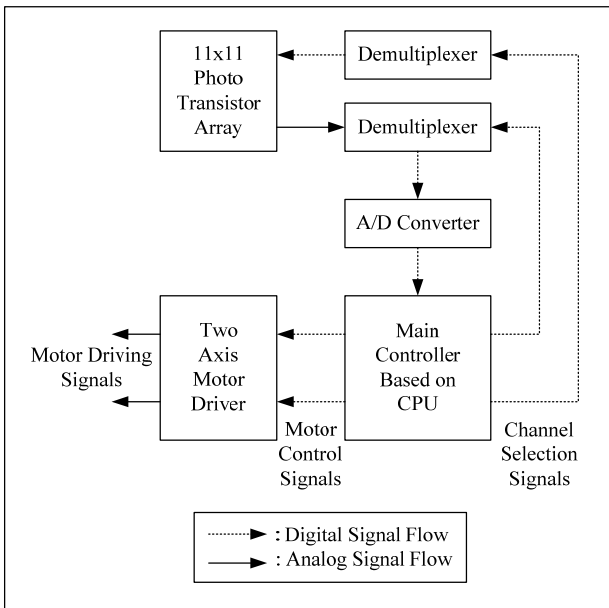 11x11
Photo
Transistor
Array
Demultiplexer
Demultiplexer
A/D Converter
Motor Driving
Signals
Two
Axis
Motor
Driver
Main
Controller
Based on
CPU
Motor
Control
Signals
Channel
Selection
Signals
: Digital Signal Flow
: Analog Signal Flow